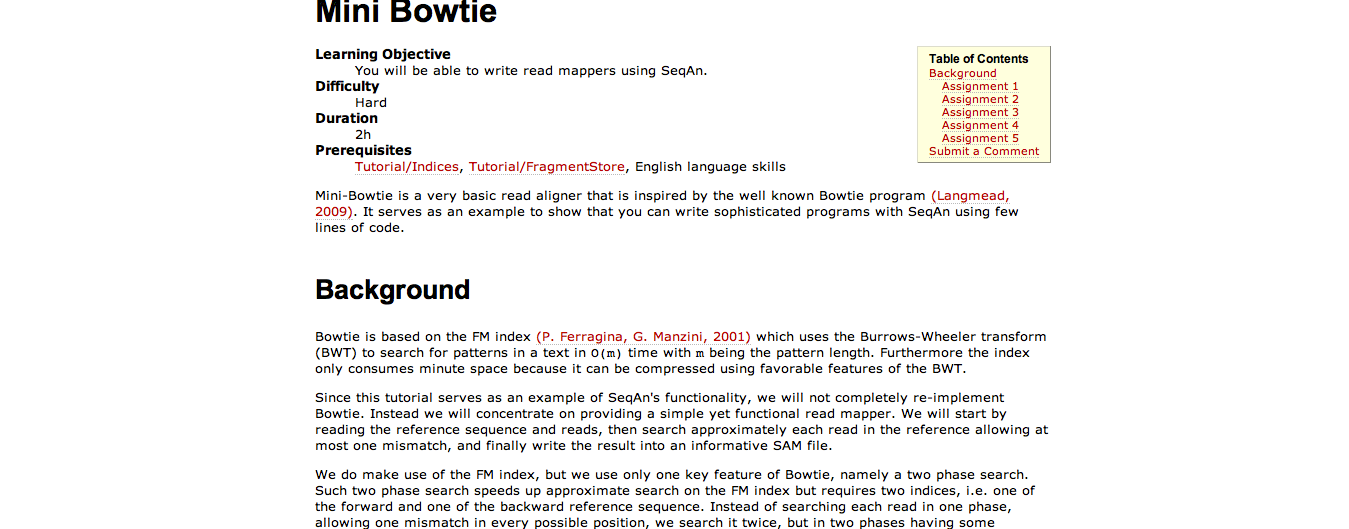 Mini Bowtie
Learning Objective
You will be able to write read mappers using SeqAn.
Difficulty
Hard
Duration
2h
Prerequisites
Tutorial/Indices, Tutorial/FragmentStore, English language skills
Table of Contents
Background
Assignment 1
Assignment 2
Assignment 3
Assignment 4
Assignment 5
Submit a Comment
Mini-Bowtie is a very basic read aligner that is inspired by the well known Bowtie program (Langmead,
2009). It serves as an example to show that you can write sophisticated programs with SeqAn using few
lines of code.
Background
Bowtie is based on the FM index (P. Ferragina, G. Manzini, 2001) which uses the Burrows-Wheeler transform
(BWT) to search for patterns in a text in O(m) time with m being the pattern length. Furthermore the index
only consumes minute space because it can be compressed using favorable features of the BWT.
Since this tutorial serves as an example of SeqAn's functionality, we will not completely re-implement
Bowtie. Instead we will concentrate on providing a simple yet functional read mapper. We will start by
reading the reference sequence and reads, then search approximately each read in the reference allowing at
most one mismatch, and finally write the result into an informative SAM file.
We do make use of the FM index, but we use only one key feature of Bowtie, namely a two phase search.
Such two phase search speeds up approximate search on the FM index but requires two indices, i.e. one of
the forward and one of the backward reference sequence. Instead of searching each read in one phase,
allowing one mismatch in every possible position, we search it twice, but in two phases having some